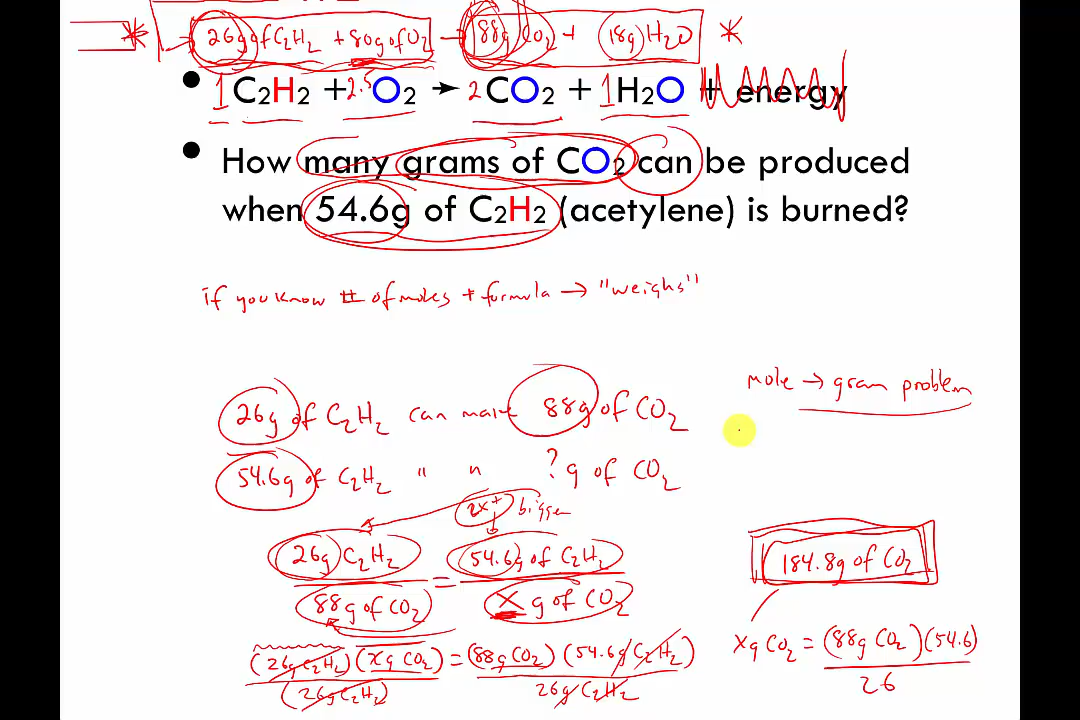 26g of C2H2 + 80g of O2 → 88g CO2 + 18g H2O *
• 1 C2H2 + 2.5 O2 → 2 CO2 + 1 H2O + energy
• How many grams of CO2 can be produced
when 54.6g of C2H2 (acetylene) is burned?
if you know # of moles + formula → "weighs"
mole → gram problem
26g of C2H2 can make 88g of CO2
54.6g of C2H2 " " ? g of CO2
2x+ bigger
26g C2H2 / 88g of CO2 = 54.6g of C2H2 / x g of CO2
184.8g of CO2
(26g C2H2)(xg CO2) / (26g C2H2) = (88g CO2)(54.6g C2H2) / 26g C2H2
xg CO2 = (88g CO2)(54.6) / 26